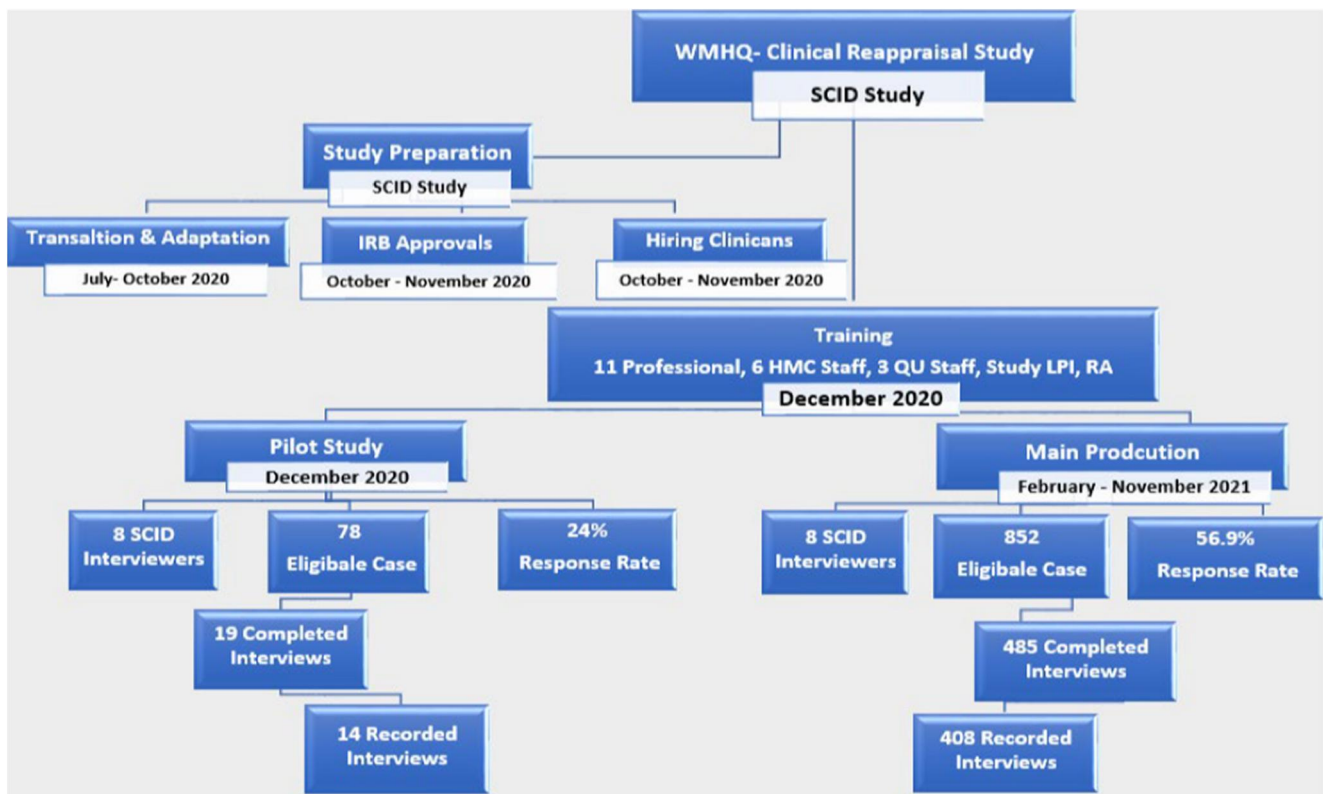 WMHQ- Clinical Reappraisal Study
SCID Study
Study Preparation
SCID Study
Transaltion & Adaptation
July- October 2020
IRB Approvals
October - November 2020
Hiring Clinicans
October - November 2020
Training
11 Professional, 6 HMC Staff, 3 QU Staff, Study LPI, RA
December 2020
Pilot Study
December 2020
8 SCID
Interviewers
78
Eligibale Case
24%
Response Rate
19 Completed
Interviews
14 Recorded
Interviews
Main Prodcution
February - November 2021
8 SCID
Interviewers
852
Eligibale Case
56.9%
Response Rate
485 Completed
Interviews
408 Recorded
Interviews